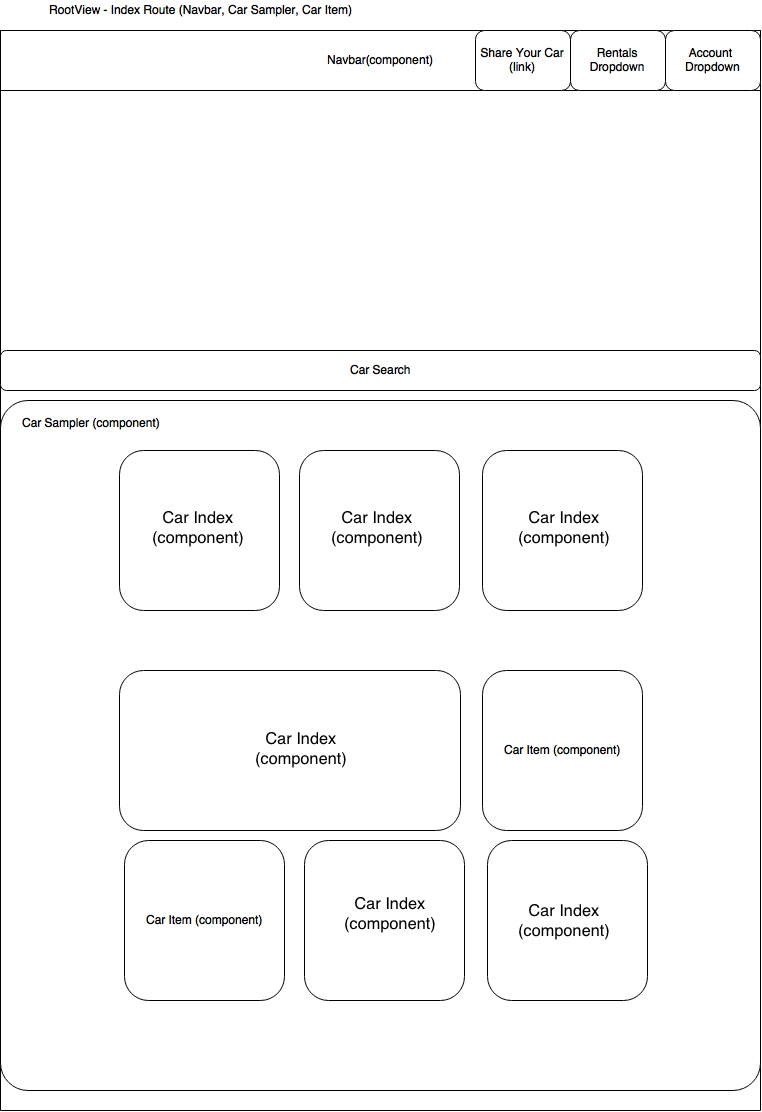 RootView - Index Route (Navbar, Car Sampler, Car Item)
Navbar(component)
Share Your Car
(link)
Rentals
Dropdown
Account
Dropdown
Car Search
Car Sampler (component)
Car Index
(component)
Car Index
(component)
Car Index
(component)
Car Index
(component)
Car Item (component)
Car Item (component)
Car Index
(component)
Car Index
(component)